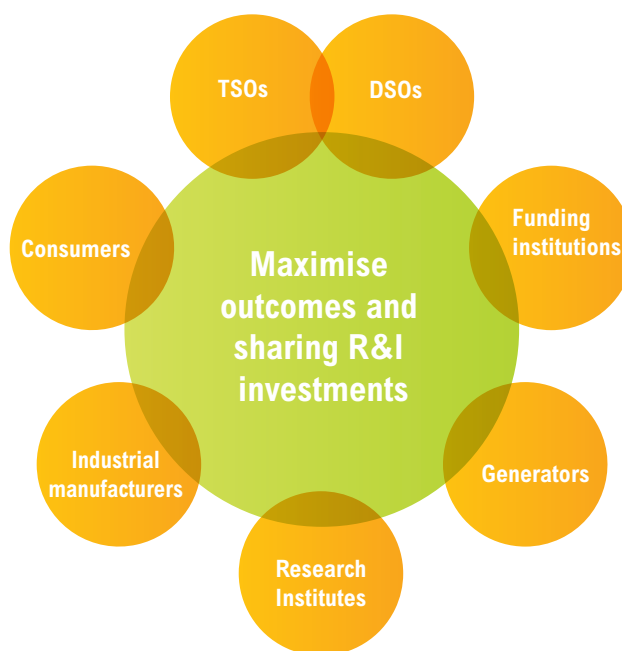 TSOs
DSOs
Funding
institutions
Consumers
Maximise
outcomes and
sharing R&I
investments
Industrial
manufacturers
Generators
Research
Institutes